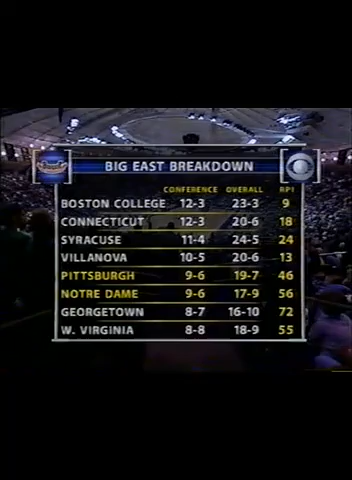 BIG EAST BREAKDOWN
CONFERENCE OVERALL RPI
BOSTON COLLEGE 12-3 23-3 9
CONNECTICUT 12-3 20-6 18
SYRACUSE 11-4 24-5 24
VILLANOVA 10-5 20-6 13
PITTSBURGH 9-6 19-7 46
NOTRE DAME 9-6 17-9 56
GEORGETOWN 8-7 16-10 72
W. VIRGINIA 8-8 18-9 55